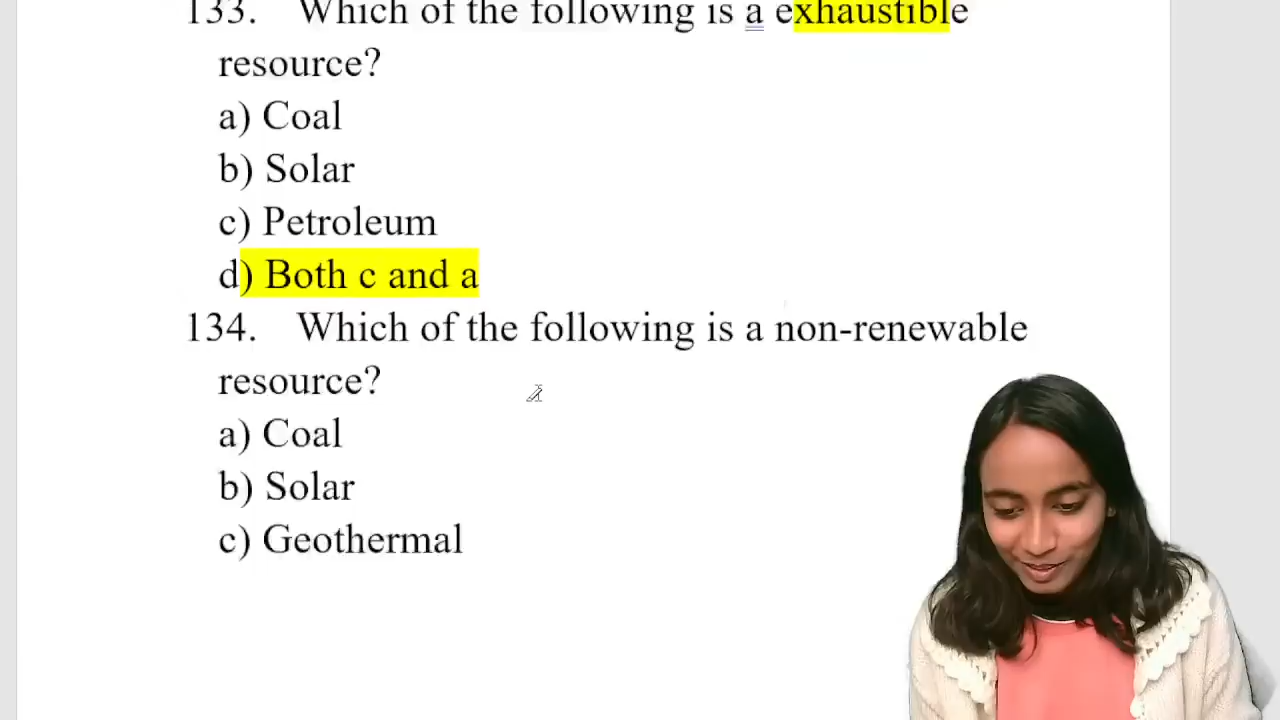 133. Which of the following is a exhaustible
resource?
a) Coal
b) Solar
c) Petroleum
d) Both c and a
134. Which of the following is a non-renewable
resource?
a) Coal
b) Solar
c) Geothermal